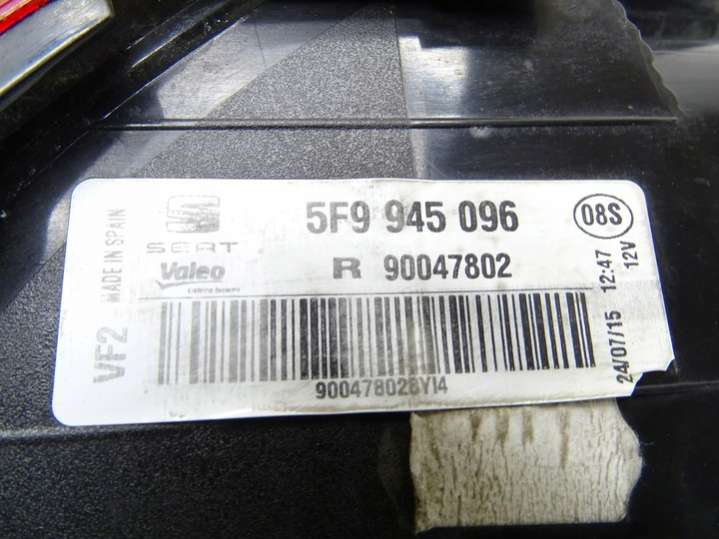 5F9 945 096
08S
SEAT
Valeo
R 90047802
900478028YI4
VF2
MADE IN SPAIN
24/07/15 12:47
12V